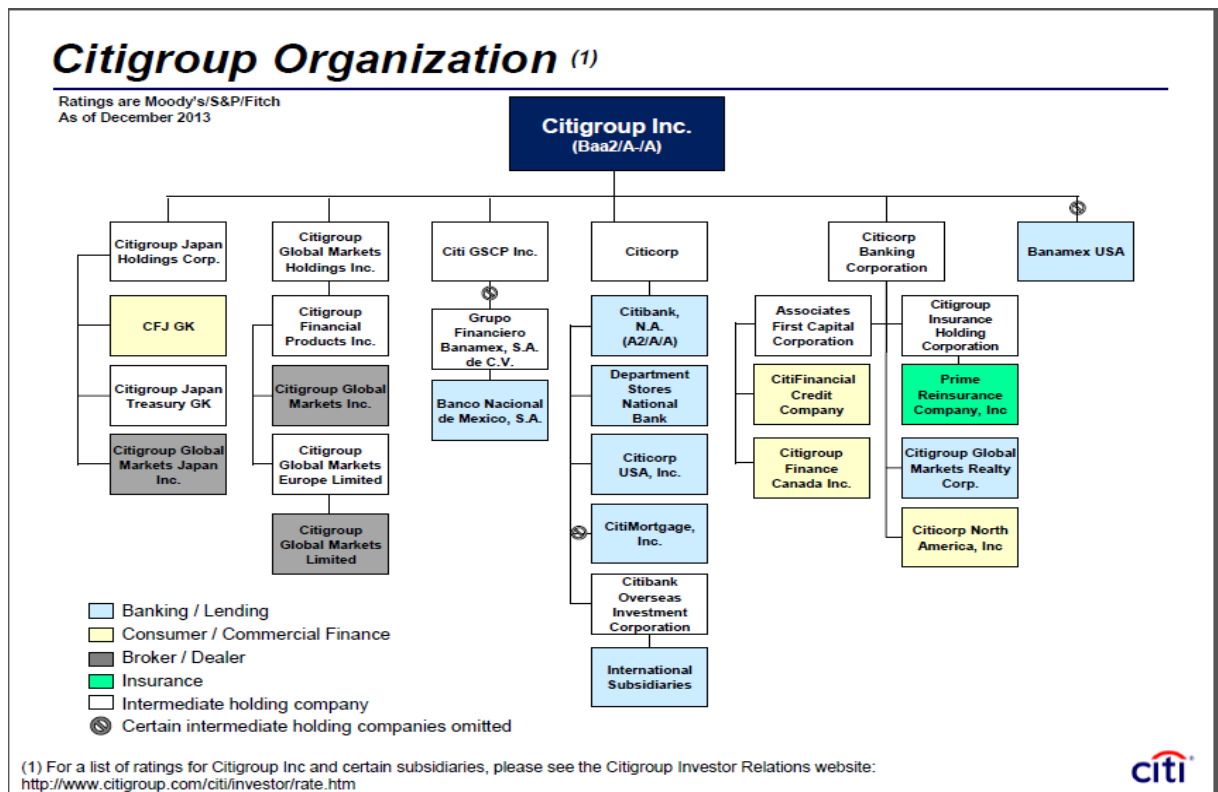 Citigroup Organization (1)
Ratings are Moody's/S&P/Fitch
As of December 2013
Citigroup Inc.
(Baa2/A-/A)
Citigroup Japan
Holdings Corp.
Citigroup
Global Markets
Holdings Inc.
Citi GSCP Inc.
Citicorp
Citicorp
Banking
Corporation
Banamex USA
CFJ GK
Citigroup Japan
Treasury GK
Citigroup Global
Markets Japan
Inc.
Citigroup
Financial
Products Inc.
Citigroup Global
Markets Inc.
Citigroup
Global Markets
Europe Limited
Citigroup
Global Markets
Limited
Grupo
Financiero
Banamex, S.A.
de C.V.
Banco Nacional
de Mexico, S.A.
Citibank,
N.A.
(A2/A/A)
Department
Stores
National
Bank
Citicorp
USA, Inc.
CitiMortgage,
Inc.
Citibank
Overseas
Investment
Corporation
International
Subsidiaries
Associates
First Capital
Corporation
CitiFinancial
Credit
Company
Citigroup
Finance
Canada Inc.
Citigroup
Insurance
Holding
Corporation
Prime
Reinsurance
Company, Inc
Citigroup Global
Markets Realty
Corp.
Citicorp North
America, Inc
Banking / Lending
Consumer / Commercial Finance
Broker / Dealer
Insurance
Intermediate holding company
Certain intermediate holding companies omitted
(1) For a list of ratings for Citigroup Inc and certain subsidiaries, please see the Citigroup Investor Relations website:
http://www.citigroup.com/citi/investor/rate.htm
citi